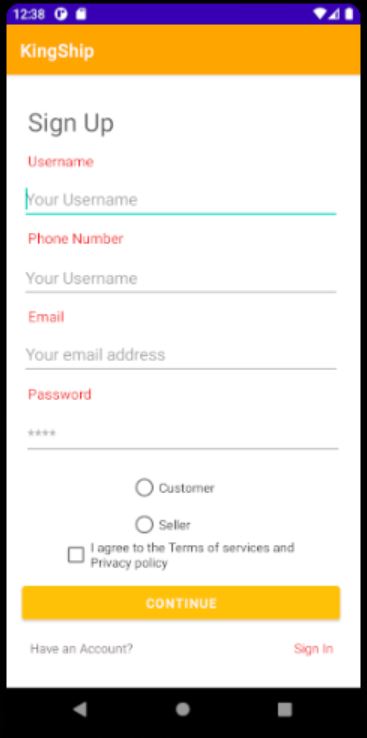 12:38
KingShip
Sign Up
Username
Your Username
Phone Number
Your Username
Email
Your email address
Password
****
Customer
Seller
I agree to the Terms of services and
Privacy policy
CONTINUE
Have an Account? Sign In